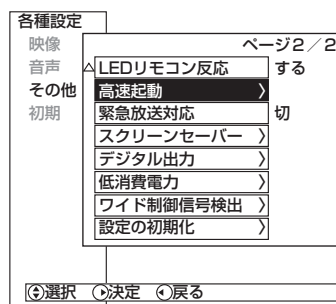 各種設定
映像
ページ2／2
音声
LEDリモコン反応
する
その他
高速起動
初期
緊急放送対応
切
スクリーンセーバー
デジタル出力
低消費電力
ワイド制御信号検出
設定の初期化
選択 決定 戻る